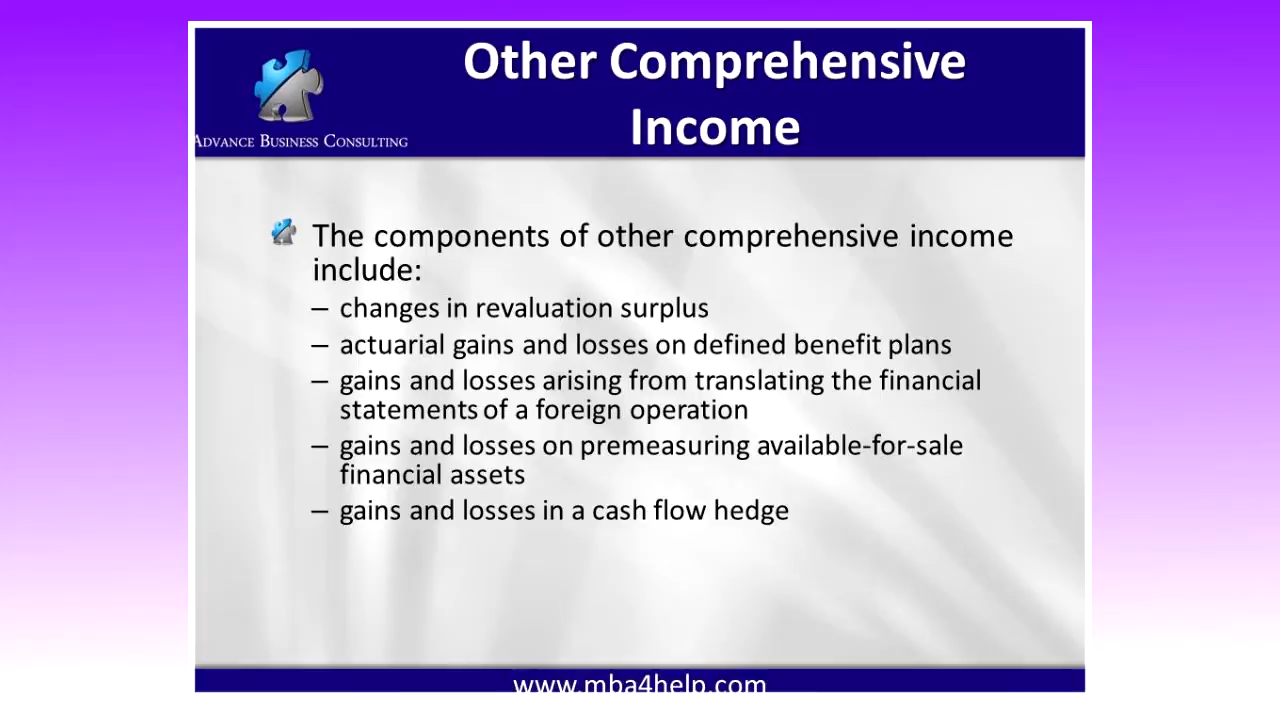 Other Comprehensive
Income
ADVANCE BUSINESS CONSULTING
The components of other comprehensive income
include:
– changes in revaluation surplus
– actuarial gains and losses on defined benefit plans
– gains and losses arising from translating the financial
statements of a foreign operation
– gains and losses on premeasuring available-for-sale
financial assets
– gains and losses in a cash flow hedge
www.mba4help.com